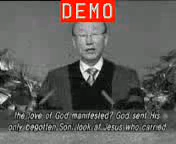 DEMO
The love of God manifested? God sent His
only begotten Son, look at Jesus who carried,